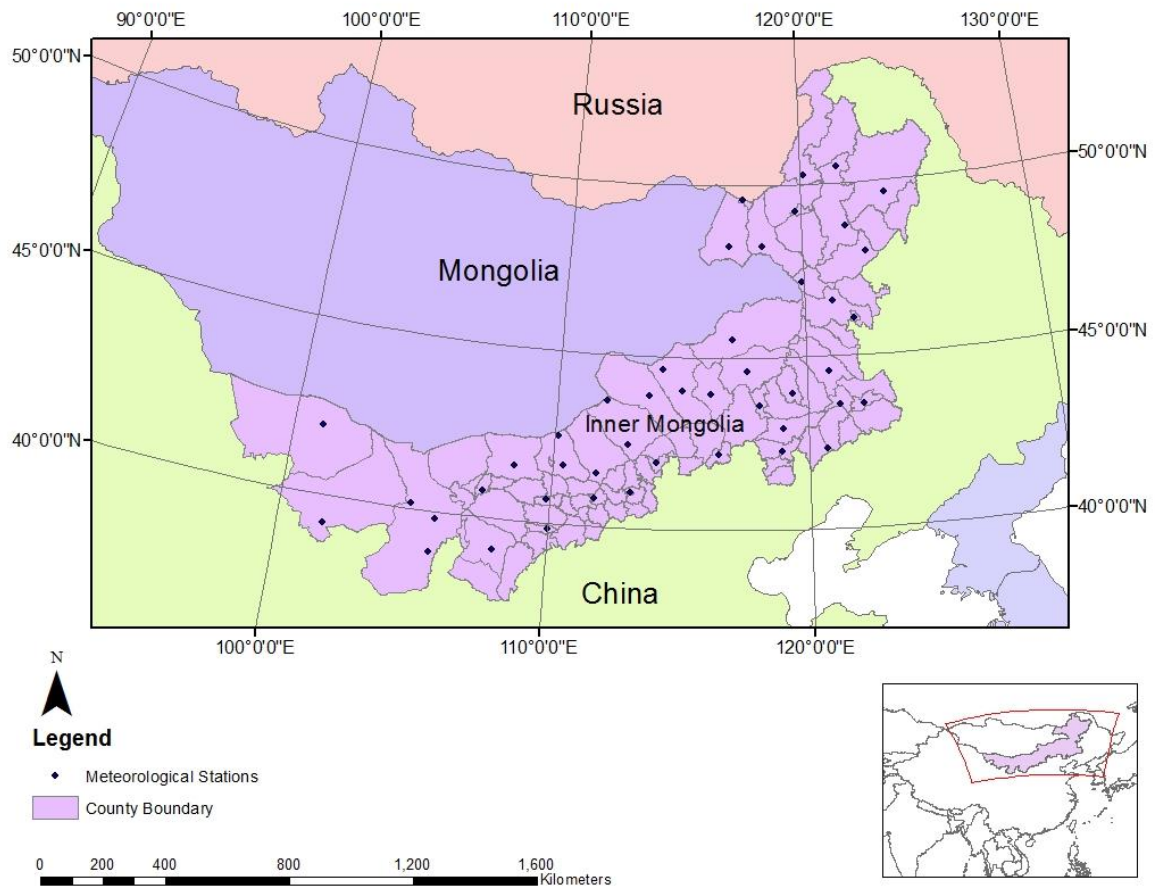 90°0'0"E 100°0'0"E 110°0'0"E 120°0'0"E 130°0'0"E
50°0'0"N
Russia
50°0'0"N
45°0'0"N
Mongolia
45°0'0"N
Inner Mongolia
40°0'0"N
40°0'0"N
China
100°0'0"E 110°0'0"E 120°0'0"E
N
Legend
Meteorological Stations
County Boundary
0 200 400 800 1,200 1,600
Kilometers